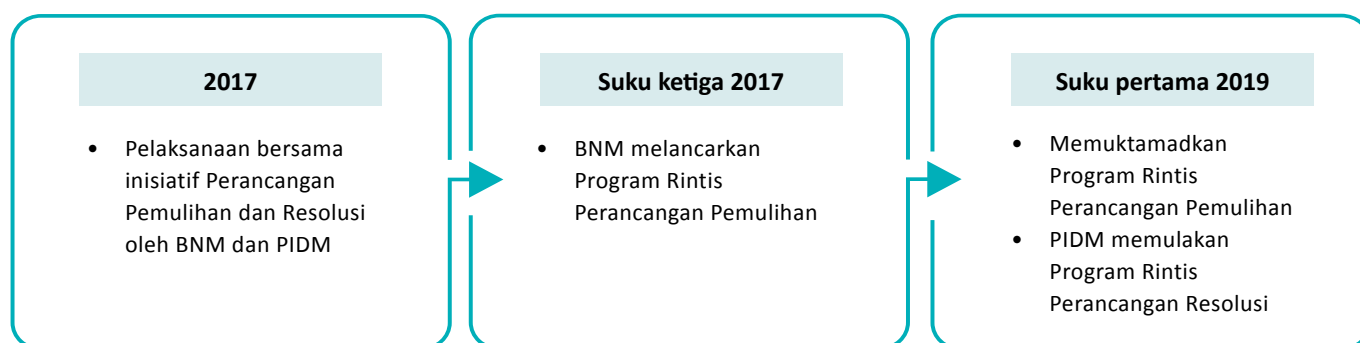 2017
• Pelaksanaan bersama
inisiatif Perancangan
Pemulihan dan Resolusi
oleh BNM dan PIDM
Suku ketiga 2017
• BNM melancarkan
Program Rintis
Perancangan Pemulihan
Suku pertama 2019
• Memuktamadkan
Program Rintis
Perancangan Pemulihan
• PIDM memulakan
Program Rintis
Perancangan Resolusi